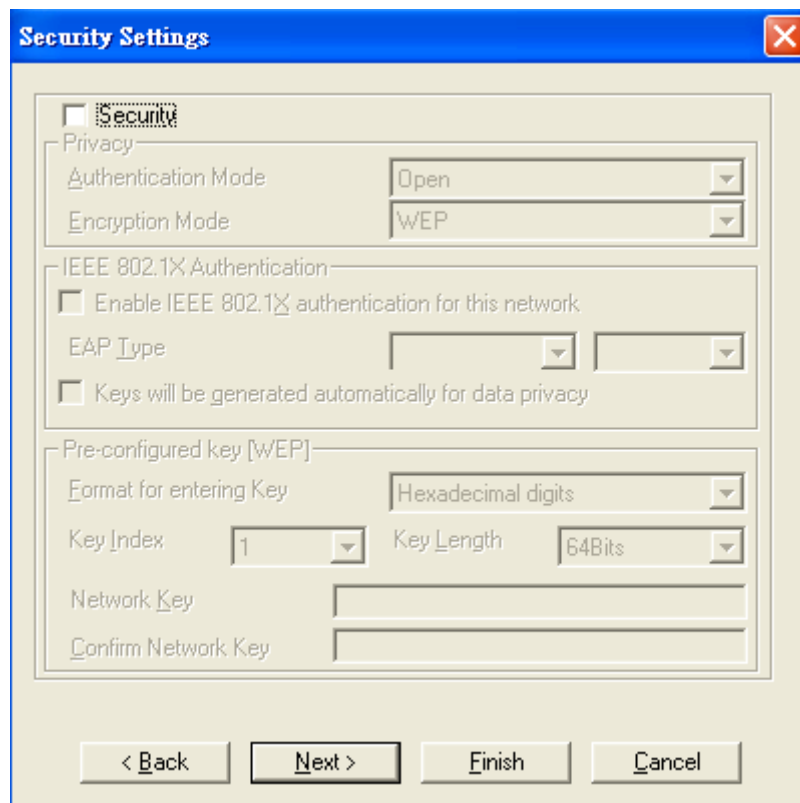 Security Settings
Security
Privacy
Authentication Mode Open
Encryption Mode WEP
IEEE 802.1X Authentication
Enable IEEE 802.1X authentication for this network
EAP Type
Keys will be generated automatically for data privacy
Pre-configured key [WEP]
Format for entering Key Hexadecimal digits
Key Index 1 Key Length 64Bits
Network Key
Confirm Network Key
< Back Next > Finish Cancel